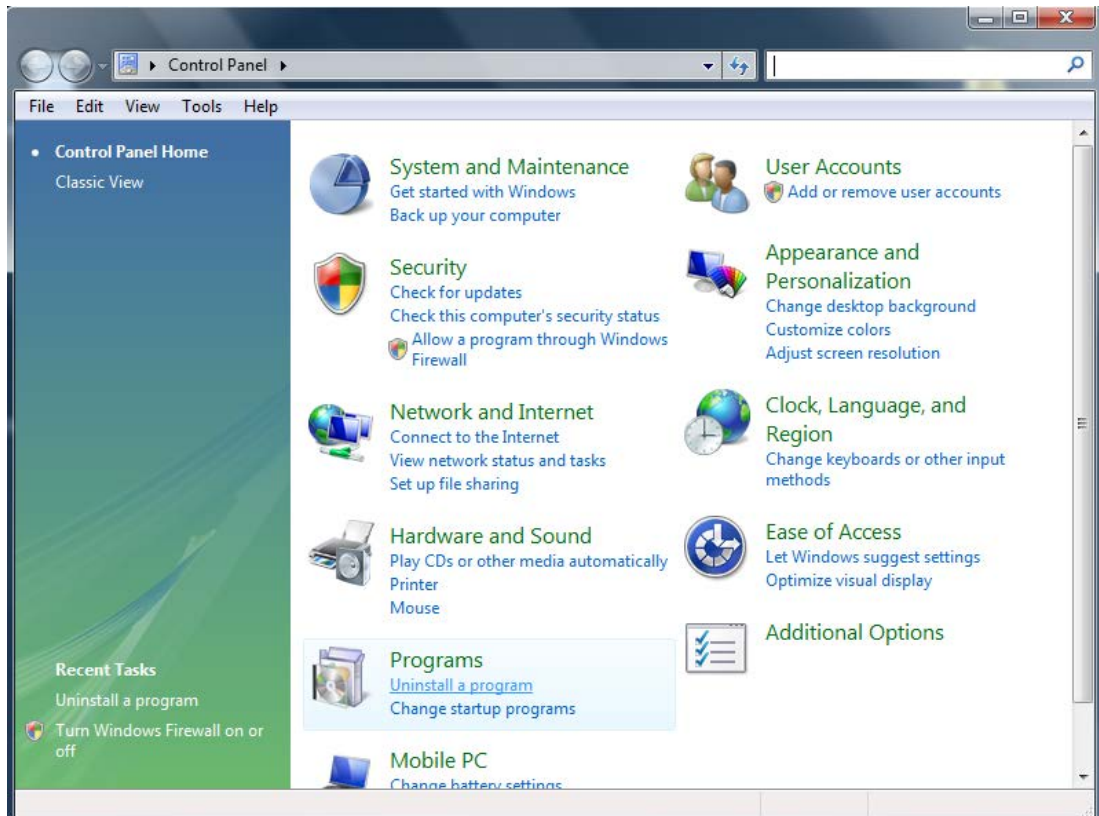 Control Panel
File Edit View Tools Help
Control Panel Home
Classic View
Recent Tasks
Uninstall a program
Turn Windows Firewall on or
off
System and Maintenance
Get started with Windows
Back up your computer
Security
Check for updates
Check this computer's security status
Allow a program through Windows
Firewall
Network and Internet
Connect to the Internet
View network status and tasks
Set up file sharing
Hardware and Sound
Play CDs or other media automatically
Printer
Mouse
Programs
Uninstall a program
Change startup programs
Mobile PC
Change battery settings
User Accounts
Add or remove user accounts
Appearance and
Personalization
Change desktop background
Customize colors
Adjust screen resolution
Clock, Language, and
Region
Change keyboards or other input
methods
Ease of Access
Let Windows suggest settings
Optimize visual display
Additional Options